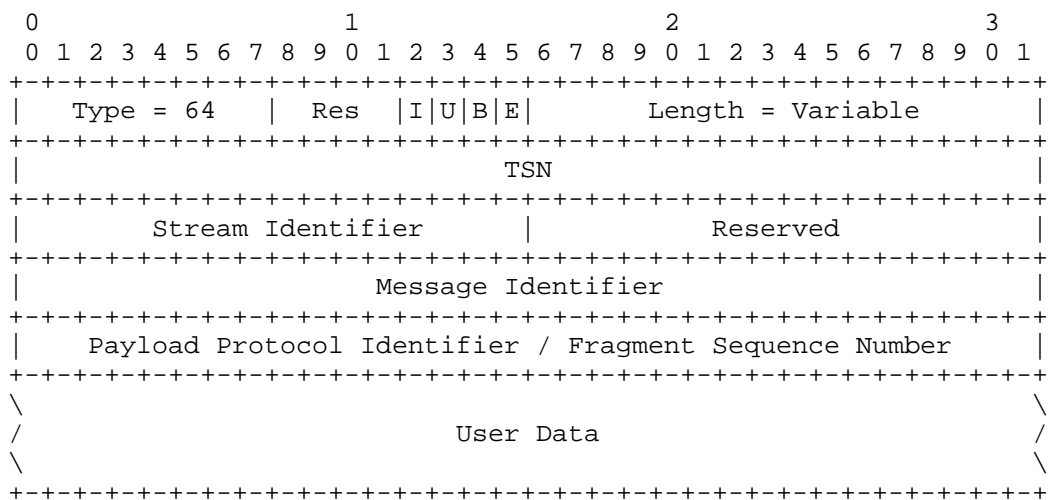 0                   1                   2                   3
 0 1 2 3 4 5 6 7 8 9 0 1 2 3 4 5 6 7 8 9 0 1 2 3 4 5 6 7 8 9 0 1
+-+-+-+-+-+-+-+-+-+-+-+-+-+-+-+-+-+-+-+-+-+-+-+-+-+-+-+-+-+-+-+-+
|   Type = 64   |  Res  |I|U|B|E|       Length = Variable       |
+-+-+-+-+-+-+-+-+-+-+-+-+-+-+-+-+-+-+-+-+-+-+-+-+-+-+-+-+-+-+-+-+
|                              TSN                              |
+-+-+-+-+-+-+-+-+-+-+-+-+-+-+-+-+-+-+-+-+-+-+-+-+-+-+-+-+-+-+-+-+
|        Stream Identifier      |           Reserved            |
+-+-+-+-+-+-+-+-+-+-+-+-+-+-+-+-+-+-+-+-+-+-+-+-+-+-+-+-+-+-+-+-+
|                      Message Identifier                       |
+-+-+-+-+-+-+-+-+-+-+-+-+-+-+-+-+-+-+-+-+-+-+-+-+-+-+-+-+-+-+-+-+
|    Payload Protocol Identifier / Fragment Sequence Number     |
+-+-+-+-+-+-+-+-+-+-+-+-+-+-+-+-+-+-+-+-+-+-+-+-+-+-+-+-+-+-+-+-+
\                                                               \
/                           User Data                           /
\                                                               \
+-+-+-+-+-+-+-+-+-+-+-+-+-+-+-+-+-+-+-+-+-+-+-+-+-+-+-+-+-+-+-+-+